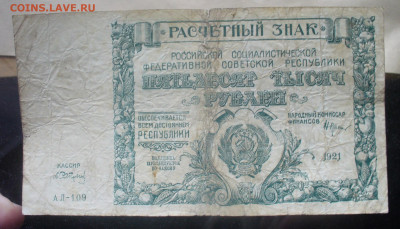 COINS.LAVE.RU
РАСЧЕТНЫЙ ЗНАК
РОССИЙСКОЙ СОЦИАЛИСТИЧЕСКОЙ
ФЕДЕРАТИВНОЙ СОВЕТСКОЙ РЕСПУБЛИКИ
ПЯТЬДЕСЯТ ТЫСЯЧ
РУБЛЕЙ
ОБЕСПЕЧИВАЕТСЯ
ВСЕМ ДОСТОЯНИЕМ
РЕСПУБЛИКИ
НАРОДНЫЙ КОМИССАР
ФИНАНСОВ
КАССИР
1921
АЛ-109